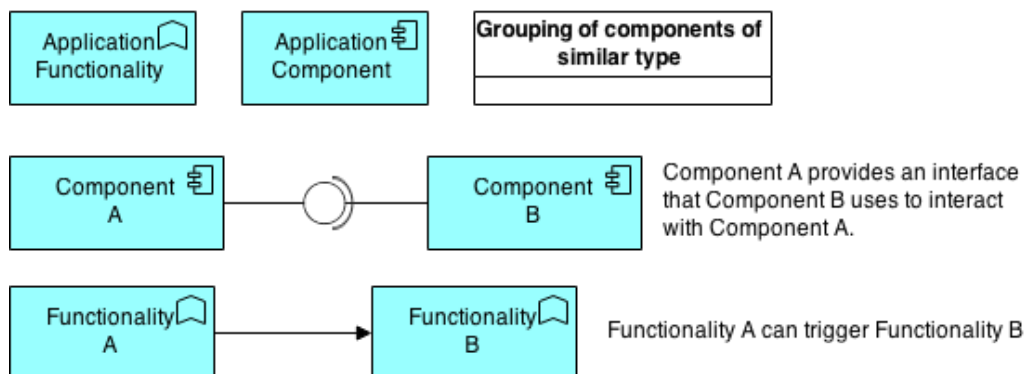 Application
Functionality
Application
Component
Grouping of components of
similar type
Component
A
Component
B
Component A provides an interface
that Component B uses to interact
with Component A.
Functionality
A
Functionality
B
Functionality A can trigger Functionality B